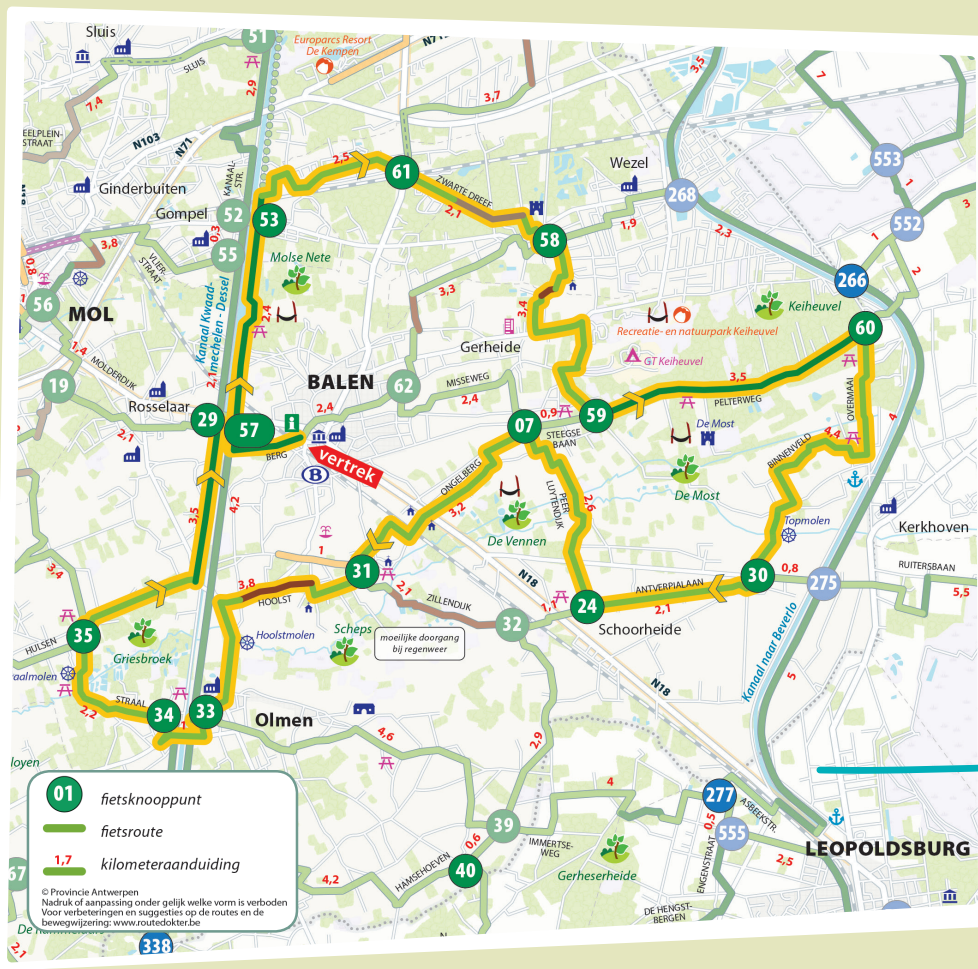 Sluis
51
Europarcs Resort
De Kempen
N71
3,5
7
SLUIS
2,9
3,7
7,4
EELPLEIN-
STRAAT
N103
N71
553
2,5
61
Wezel
KANAAL-
STR.
ZWARTE DREEF
1
Ginderbuiten
268
3
Gompel
52
53
2,1
552
0,3
58
1,9
2,3
1
3,8
55
VLIER-
STRAAT
Molse Nete
2
0,8
3,3
266
56
3,4
Keiheuvel
MOL
Kanaal Kwaad-
mechelen - Dessel
2,4
Recreatie- en natuurpark Keiheuvel
60
1,4
Gerheide
GT Keiheuvel
MOLDERDIJK
2,1
BALEN
MISSEWEG
3,5
19
62
2,4
PELTERWEG
OVERMAAI
4
Rosselaar
2,4
0,9
59
29
57
i
07
De Most
2,1
STEEGSE
BAAN
4,4
BERG
vertrek
BINNENVELD
B
ONGELBERG
PEER
LUYTENDIJK
2,6
De Most
3,5
4,2
3,2
De Vennen
Topmolen
Kerkhoven
1
3,4
31
N18
0,8
RUITERSBAAN
3,8
2,1
ANTVERPIALAAN
30
275
HOOLST
ZILLENDIJK
1,1
24
2,1
5,5
35
Scheps
32
Schoorheide
HULSEN
Hoolstmolen
moeilijke doorgang
bij regenweer
Griesbroek
Kanaal naar Beverlo
raalmolen
5
N18
STRAAL
2,2
34
33
Olmen
1
4,6
2,9
loyen
01
fietsknooppunt
4
277
ASBEEKSTR.
fietsroute
39
0,5
555
0,6
IMMERTSE-
WEG
LEOPOLDSBURG
1,7
kilometeraanduiding
2,5
67
40
4,2
HAMSEHOEVEN
Gerheserheide
ENGENSTRAAT
© Provincie Antwerpen
Nadruk of aanpassing onder gelijk welke vorm is verboden
Voor verbeteringen en suggesties op de routes en de
bewegwijzering: www.routedokter.be
DE HENGST-
BERGEN
338
2,1